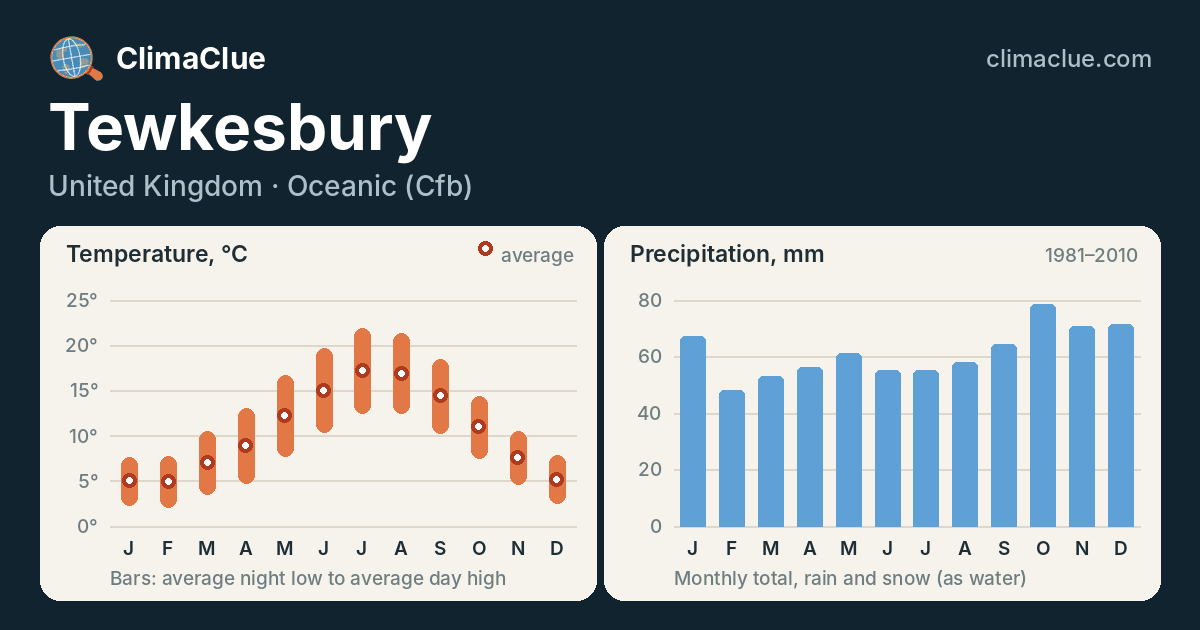 ClimaClue
climaclue.com
Tewkesbury
United Kingdom · Oceanic (Cfb)
Temperature, °C
average
25°
20°
15°
10°
5°
0°
J F M A M J J A S O N D
Bars: average night low to average day high
Precipitation, mm
1981–2010
80
60
40
20
0
J F M A M J J A S O N D
Monthly total, rain and snow (as water)